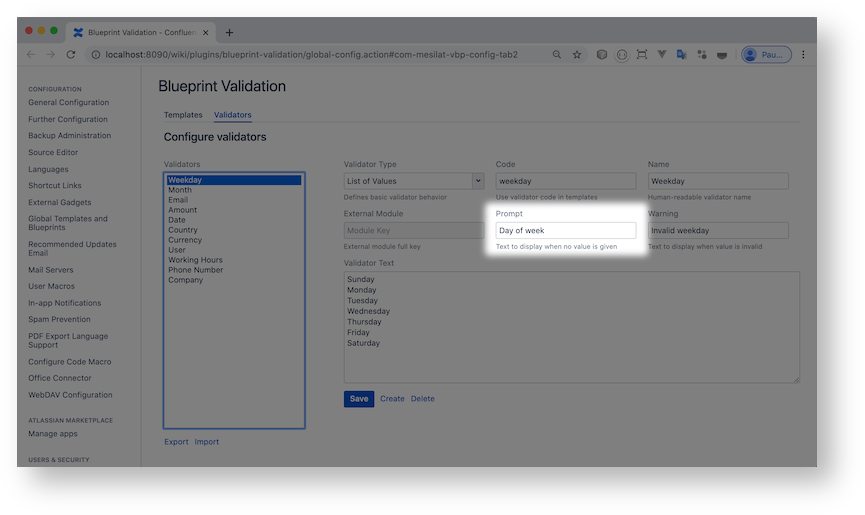 Blueprint Validation - Confluen
localhost:8090/wiki/plugins/blueprint-validation/global-config.action#com-mesilat-vbp-config-tab2
Pau...
CONFIGURATION
General Configuration
Further Configuration
Backup Administration
Source Editor
Languages
Shortcut Links
External Gadgets
Global Templates and
Blueprints
Recommended Updates
Email
Mail Servers
User Macros
In-app Notifications
Spam Prevention
PDF Export Language
Support
Configure Code Macro
Office Connector
WebDAV Configuration
ATLASSIAN MARKETPLACE
Manage apps
USERS & SECURITY
Blueprint Validation
Templates Validators
Configure validators
Validators
Weekday
Month
Email
Amount
Date
Country
Currency
User
Working Hours
Phone Number
Company
Export Import
Validator Type Code Name
List of Values weekday Weekday
Defines basic validator behavior Use validator code in templates Human-readable validator name
External Module Prompt Warning
Module Key Day of week Invalid weekday
External module full key Text to display when no value is given Text to display when value is invalid
Validator Text
Sunday
Monday
Tuesday
Wednesday
Thursday
Friday
Saturday
Save Create Delete